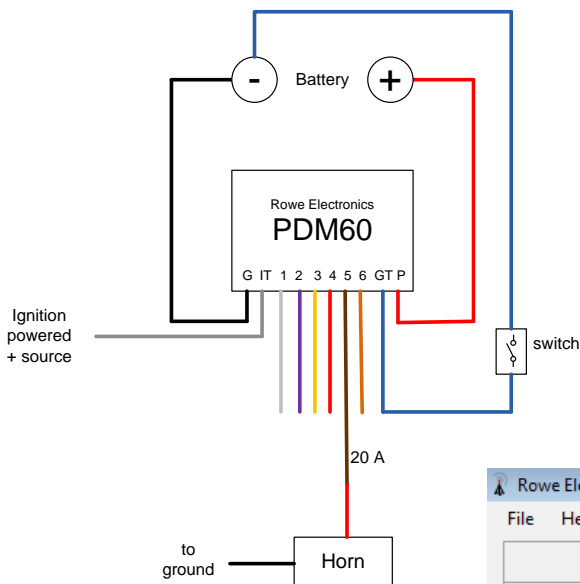 - Battery +
Rowe Electronics
PDM60
G IT 1 2 3 4 5 6 GT P
Ignition
powered
+ source
switch
20 A
to
ground
Horn
Rowe Ele
File He